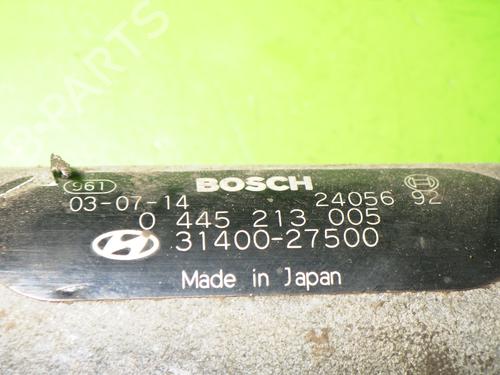 B-PARTS
961 BOSCH
03-07-14 24056 92
0 445 213 005
31400-27500
Made in Japan